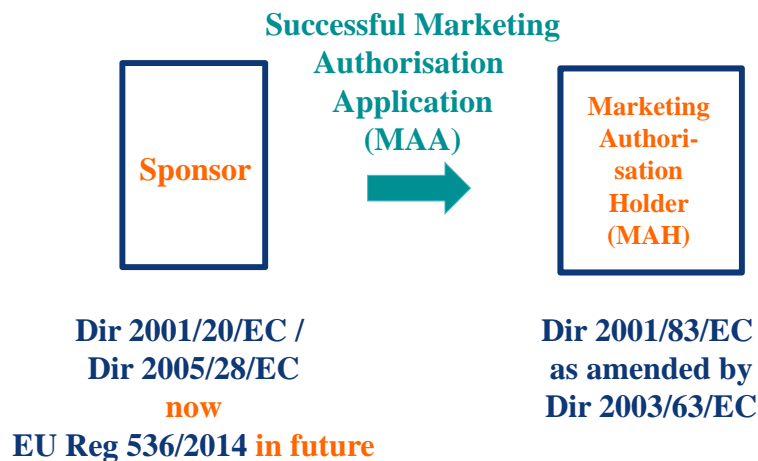 Successful Marketing
Authorisation
Application
(MAA)
Sponsor
Marketing
Authori-
sation
Holder
(MAH)
Dir 2001/20/EC /
Dir 2005/28/EC
now
EU Reg 536/2014 in future
Dir 2001/83/EC
as amended by
Dir 2003/63/EC